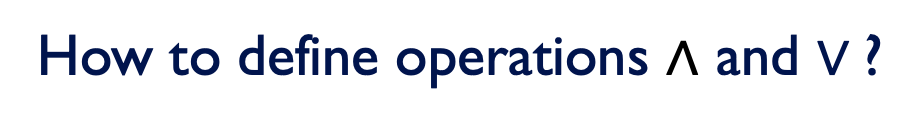 How to define operations ∧ and ∨ ?